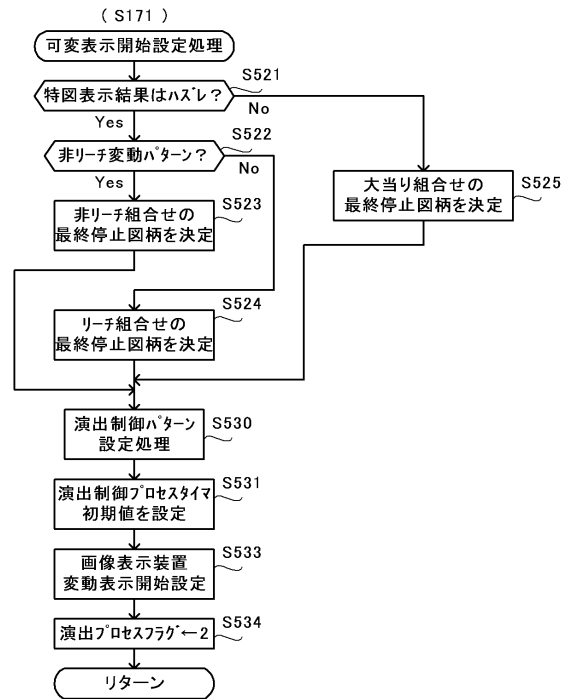 ( S171 )
可変表示開始設定処理
S521
特図表示結果はﾊｽﾞﾚ？
No
Yes
S522
非ﾘｰﾁ変動ﾊﾟﾀｰﾝ？
No
Yes
S523
非ﾘｰﾁ組合せの
最終停止図柄を決定
大当り組合せの
最終停止図柄を決定
S525
S524
ﾘｰﾁ組合せの
最終停止図柄を決定
S530
演出制御ﾊﾟﾀｰﾝ
設定処理
S531
演出制御ﾌﾟﾛｾｽﾀｲﾏ
初期値を設定
S533
画像表示装置
変動表示開始設定
S534
演出ﾌﾟﾛｾｽﾌﾗｸﾞ←2
リターン